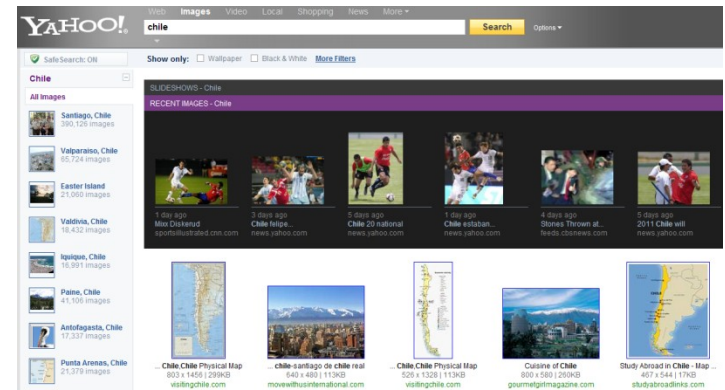 Web Images Video Local Shopping News More
YAHOO!
chile
Search
Options
SafeSearch: ON
Show only: Wallpaper Black & White More Filters
Chile
All Images
Santiago, Chile
390,126 images
Valparaiso, Chile
65,724 images
Easter Island
21,060 images
Valdivia, Chile
18,432 images
Iquique, Chile
16,991 images
Paine, Chile
41,106 images
Antofagasta, Chile
17,337 images
Punta Arenas, Chile
21,379 images
SLIDESHOWS - Chile
RECENT IMAGES - Chile
1 day ago
Mixx Diskerud
sportsillustrated.cnn.com
3 days ago
Chile felipe...
news.yahoo.com
5 days ago
Chile 20 national
news.yahoo.com
1 day ago
Chile estaban...
news.yahoo.com
4 days ago
Stones Thrown at...
feeds.cbsnews.com
5 days ago
2011 Chile will
news.yahoo.com
... Chile,Chile Physical Map
803 x 1456 | 299KB
visitingchile.com
... chile-santiago de chile real
640 x 480 | 113KB
movewithusinternational.com
... Chile,Chile Physical Map
526 x 1328 | 113KB
visitingchile.com
Cuisine of Chile
800 x 580 | 260KB
gourmetgirlmagazine.com
CHILE
Study Abroad in Chile - Map ...
467 x 544 | 17KB
studyabroadlinks.com